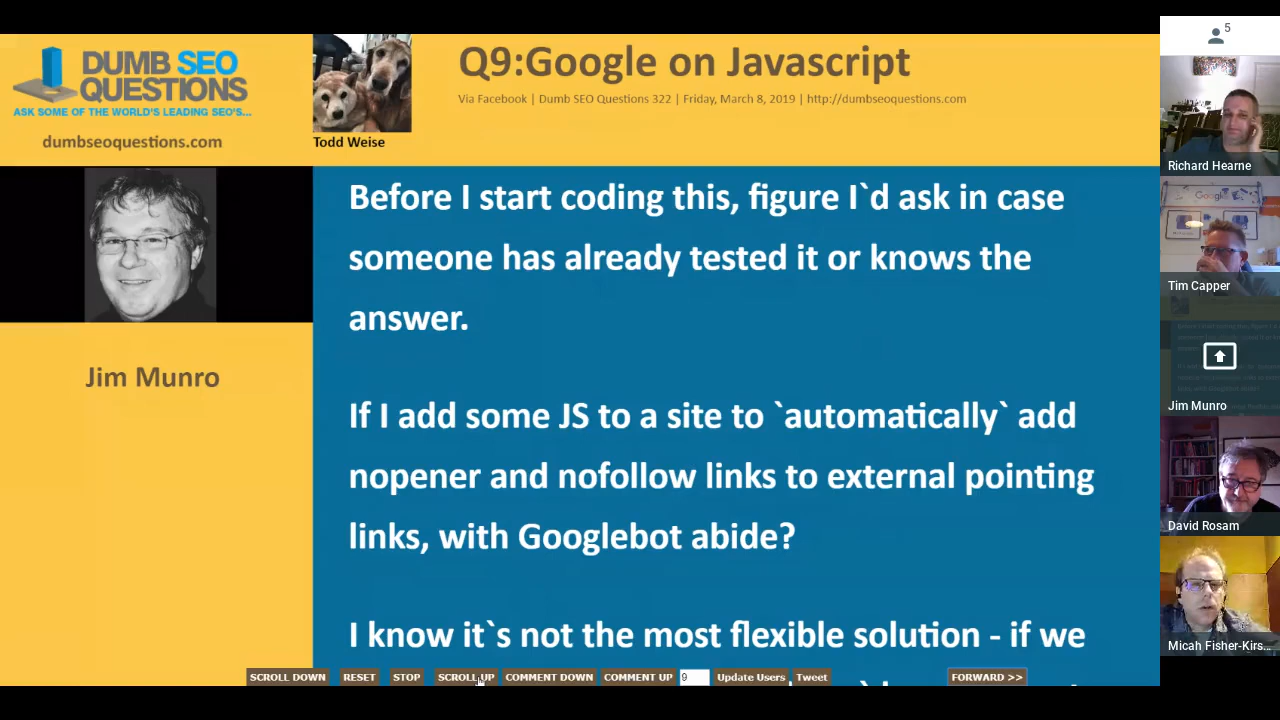 DUMB SEO
QUESTIONS
ASK SOME OF THE WORLD'S LEADING SEO'S...
dumbseoquestions.com
Todd Weise
Q9:Google on Javascript
Via Facebook | Dumb SEO Questions 322 | Friday, March 8, 2019 | http://dumbseoquestions.com
Jim Munro
Before I start coding this, figure I`d ask in case
someone has already tested it or knows the
answer.
If I add some JS to a site to `automatically` add
nopener and nofollow links to external pointing
links, with Googlebot abide?
I know it`s not the most flexible solution - if we
SCROLL DOWN RESET STOP SCROLL UP COMMENT DOWN COMMENT UP 9 Update Users Tweet FORWARD >>
5
Richard Hearne
Google
Tim Capper
Jim Munro
David Rosam
Micah Fisher-Kirs...